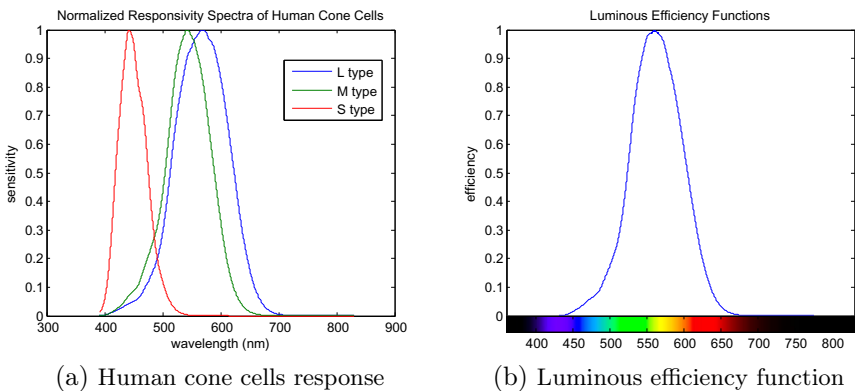 Normalized Responsivity Spectra of Human Cone Cells
1
0.9
0.8
0.7
0.6
0.5
0.4
0.3
0.2
0.1
0
sensitivity
L type
M type
S type
300 400 500 600 700 800 900
wavelength (nm)
(a) Human cone cells response
Luminous Efficiency Functions
1
0.9
0.8
0.7
0.6
0.5
0.4
0.3
0.2
0.1
0
efficiency
400 450 500 550 600 650 700 750 800
(b) Luminous efficiency function